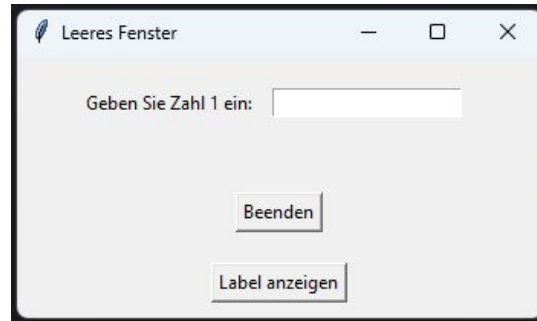 Leeres Fenster
Geben Sie Zahl 1 ein:
Beenden
Label anzeigen